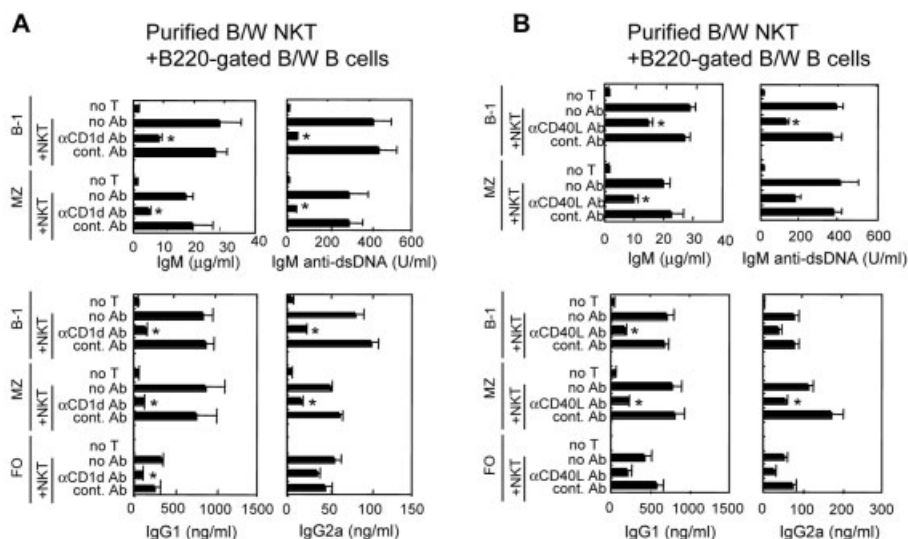 A
Purified B/W NKT
+B220-gated B/W B cells
B-1
+NKT
no T
no Ab
αCD1d Ab
*
*
cont. Ab
MZ
+NKT
no T
no Ab
αCD1d Ab
*
*
cont. Ab
0 10 20 30 40
IgM (μg/ml)
0 200 400 600
IgM anti-dsDNA (U/ml)
B-1
+NKT
no T
no Ab
αCD1d Ab
*
*
cont. Ab
MZ
+NKT
no T
no Ab
αCD1d Ab
*
*
cont. Ab
FO
+NKT
no T
no Ab
αCD1d Ab
*
cont. Ab
0 500 1000 1500
IgG1 (ng/ml)
0 50 100 150
IgG2a (ng/ml)
B
Purified B/W NKT
+B220-gated B/W B cells
B-1
+NKT
no T
no Ab
αCD40L Ab
*
*
cont. Ab
MZ
+NKT
no T
no Ab
αCD40L Ab
*
cont. Ab
0 10 20 30 40
IgM (μg/ml)
0 200 400 600
IgM anti-dsDNA (U/ml)
B-1
+NKT
no T
no Ab
αCD40L Ab
*
cont. Ab
MZ
+NKT
no T
no Ab
αCD40L Ab
*
*
cont. Ab
FO
+NKT
no T
no Ab
αCD40L Ab
cont. Ab
0 500 1000 1500
IgG1 (ng/ml)
0 100 200 300
IgG2a (ng/ml)